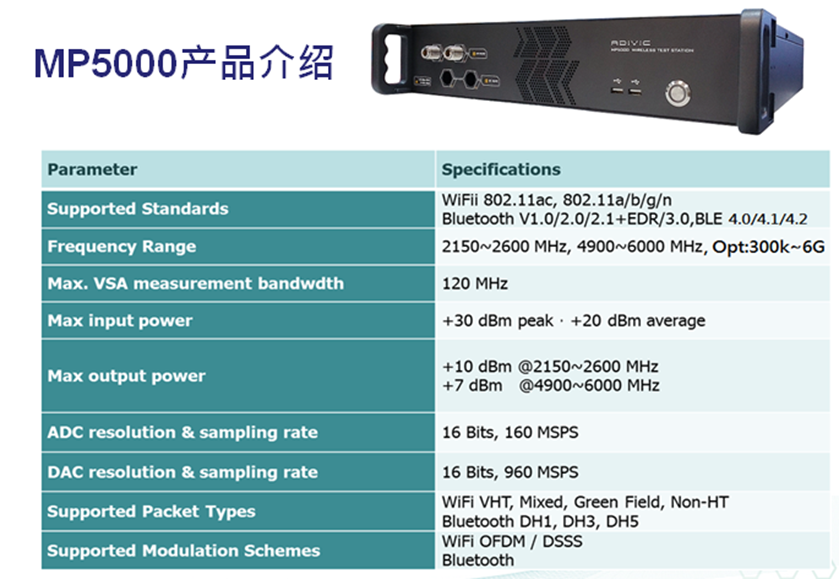 MP5000产品介绍
ADIVIC
MP5000 WIRELESS TEST STATION
Parameter
Specifications
Supported Standards
WiFii 802.11ac, 802.11a/b/g/n
Bluetooth V1.0/2.0/2.1+EDR/3.0,BLE 4.0/4.1/4.2
Frequency Range
2150~2600 MHz, 4900~6000 MHz, Opt:300k~6G
Max. VSA measurement bandwdth
120 MHz
Max input power
+30 dBm peak · +20 dBm average
Max output power
+10 dBm @2150~2600 MHz
+7 dBm @4900~6000 MHz
ADC resolution & sampling rate
16 Bits, 160 MSPS
DAC resolution & sampling rate
16 Bits, 960 MSPS
Supported Packet Types
WiFi VHT, Mixed, Green Field, Non-HT
Bluetooth DH1, DH3, DH5
Supported Modulation Schemes
WiFi OFDM / DSSS
Bluetooth